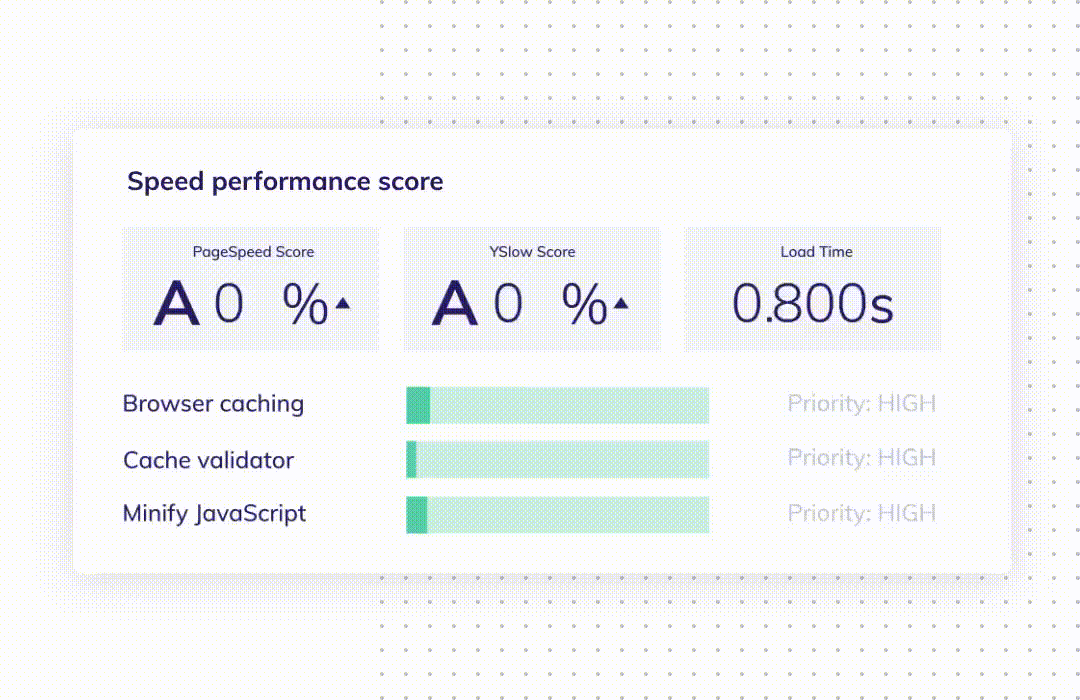 Speed performance score
PageSpeed Score YSlow Score Load Time
A 0 % A 0 % 0.800s
Browser caching Priority: HIGH
Cache validator Priority: HIGH
Minify JavaScript Priority: HIGH